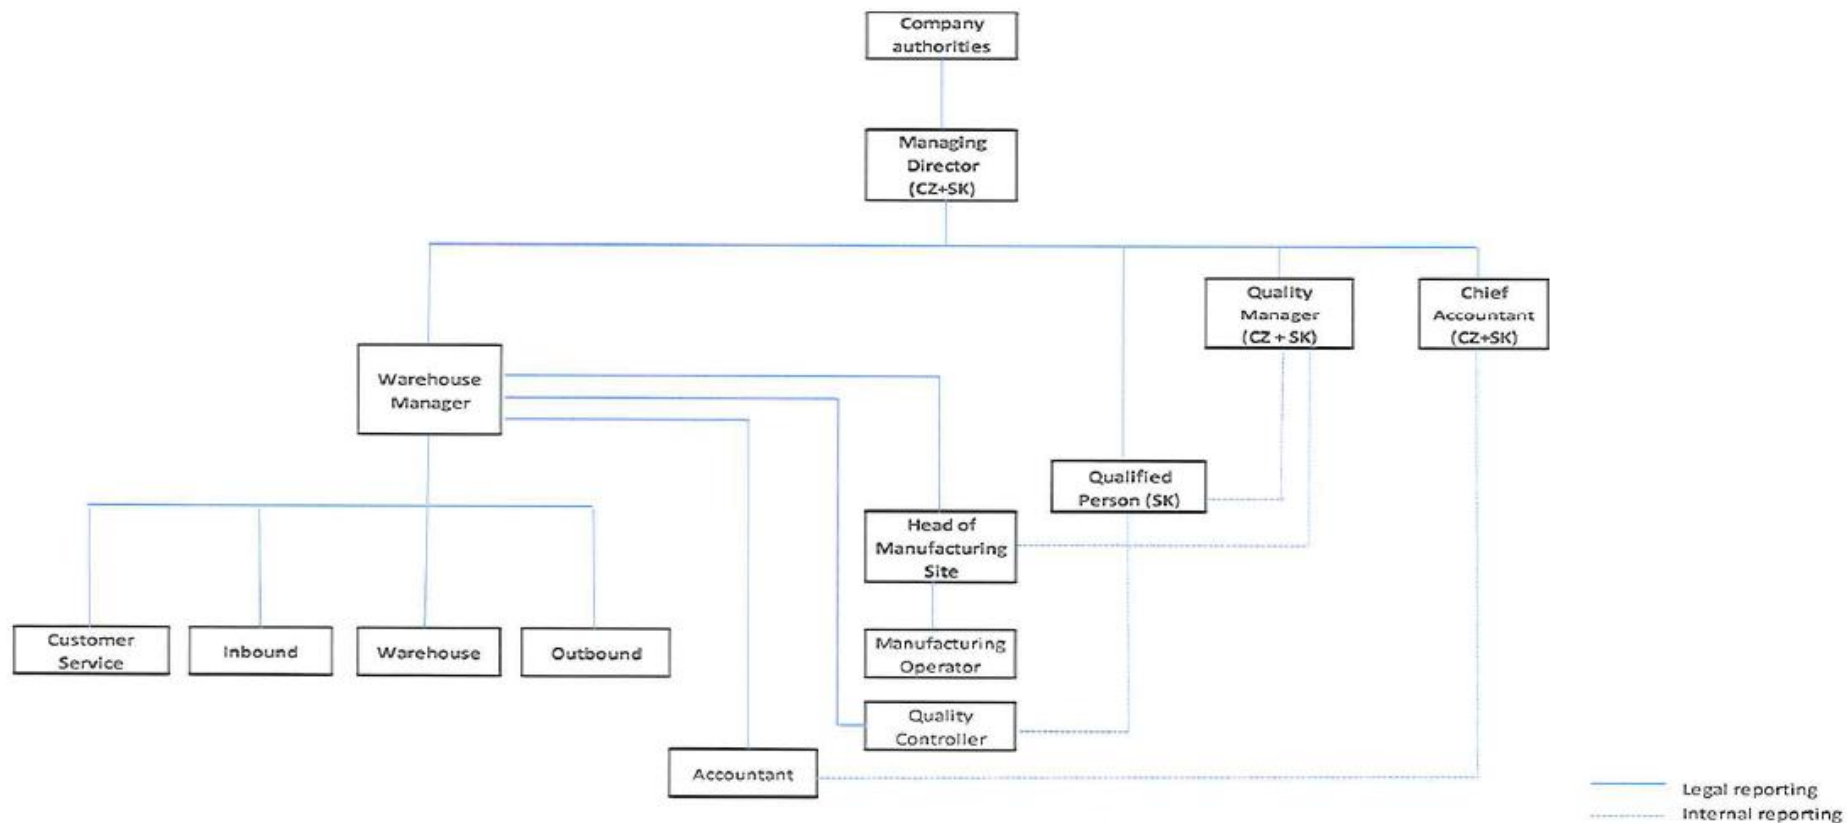 Company
authorities
Managing
Director
(CZ+SK)
Quality
Manager
(CZ + SK)
Chief
Accountant
(CZ+SK)
Warehouse
Manager
Qualified
Person (SK)
Head of
Manufacturing
Site
Customer
Service
Inbound
Warehouse
Outbound
Manufacturing
Operator
Quality
Controller
Accountant
Legal reporting
Internal reporting